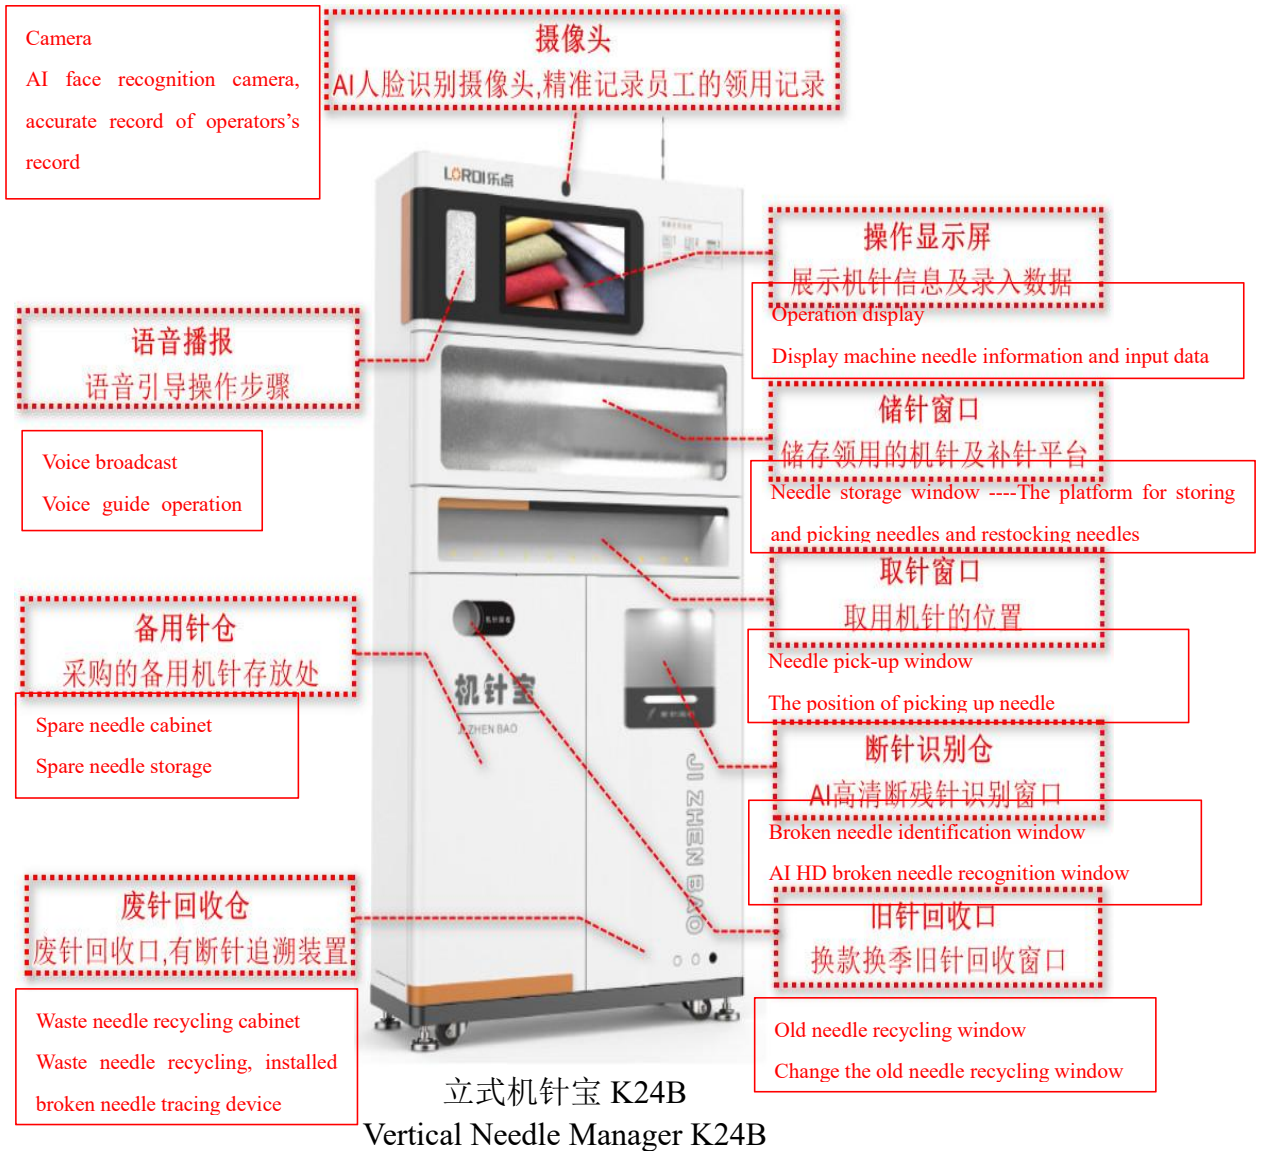 Camera
AI face recognition camera,
accurate record of operators's
record
摄像头
AI人脸识别摄像头,精准记录员工的领用记录
LORDI乐点
操作显示屏
展示机针信息及录入数据
Operation display
Display machine needle information and input data
语音播报
语音引导操作步骤
Voice broadcast
Voice guide operation
储针窗口
储存领用的机针及补针平台
Needle storage window ----The platform for storing
and picking needles and restocking needles
取针窗口
取用机针的位置
Needle pick-up window
The position of picking up needle
备用针仓
采购的备用机针存放处
Spare needle cabinet
Spare needle storage
机针宝
JI ZHEN BAO
断针识别仓
AI高清断残针识别窗口
Broken needle identification window
AI HD broken needle recognition window
JI ZHEN BAO
废针回收仓
废针回收口,有断针追溯装置
Waste needle recycling cabinet
Waste needle recycling, installed
broken needle tracing device
旧针回收口
换款换季旧针回收窗口
Old needle recycling window
Change the old needle recycling window
立式机针宝 K24B
Vertical Needle Manager K24B